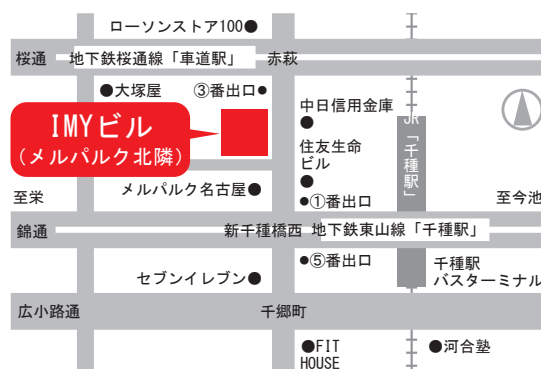 ローソンストア100●
桜通
地下鉄桜通線「車道駅」
赤萩
●大塚屋
③番出口●
中日信用金庫
●
IMYビル
(メルパルク北隣)
住友生命
ビル
●
JR「千種駅」
メルパルク名古屋●
●①番出口
至栄
至今池
錦通
新千種橋西
地下鉄東山線「千種駅」
●⑤番出口
千種駅
バスターミナル
セブンイレブン●
広小路通
千郷町
●FIT
HOUSE
●河合塾